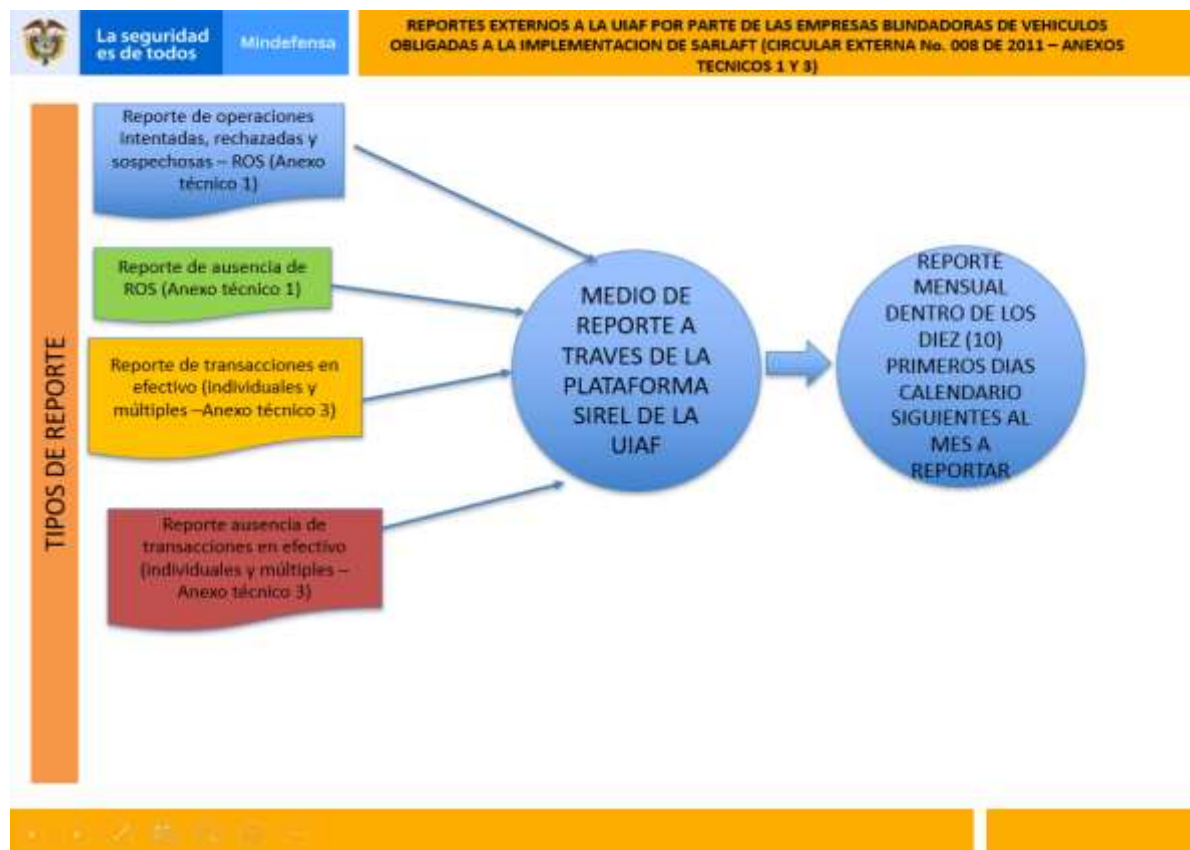 La seguridad
es de todos
Mindefensa
REPORTES EXTERNOS A LA UIAF POR PARTE DE LAS EMPRESAS BLINDADORAS DE VEHICULOS
OBLIGADAS A LA IMPLEMENTACION DE SARLAFT (CIRCULAR EXTERNA No. 008 DE 2011 – ANEXOS
TECNICOS 1 Y 3)
TIPOS DE REPORTE
Reporte de operaciones
intentadas, rechazadas y
sospechosas – ROS (Anexo
técnico 1)
Reporte de ausencia de
ROS (Anexo técnico 1)
Reporte de transacciones en
efectivo (individuales y
múltiples –Anexo técnico 3)
Reporte ausencia de
transacciones en efectivo
(individuales y múltiples –
Anexo técnico 3)
MEDIO DE
REPORTE A
TRAVES DE LA
PLATAFORMA
SIREL DE LA
UIAF
REPORTE
MENSUAL
DENTRO DE LOS
DIEZ (10)
PRIMEROS DIAS
CALENDARIO
SIGUIENTES AL
MES A
REPORTAR